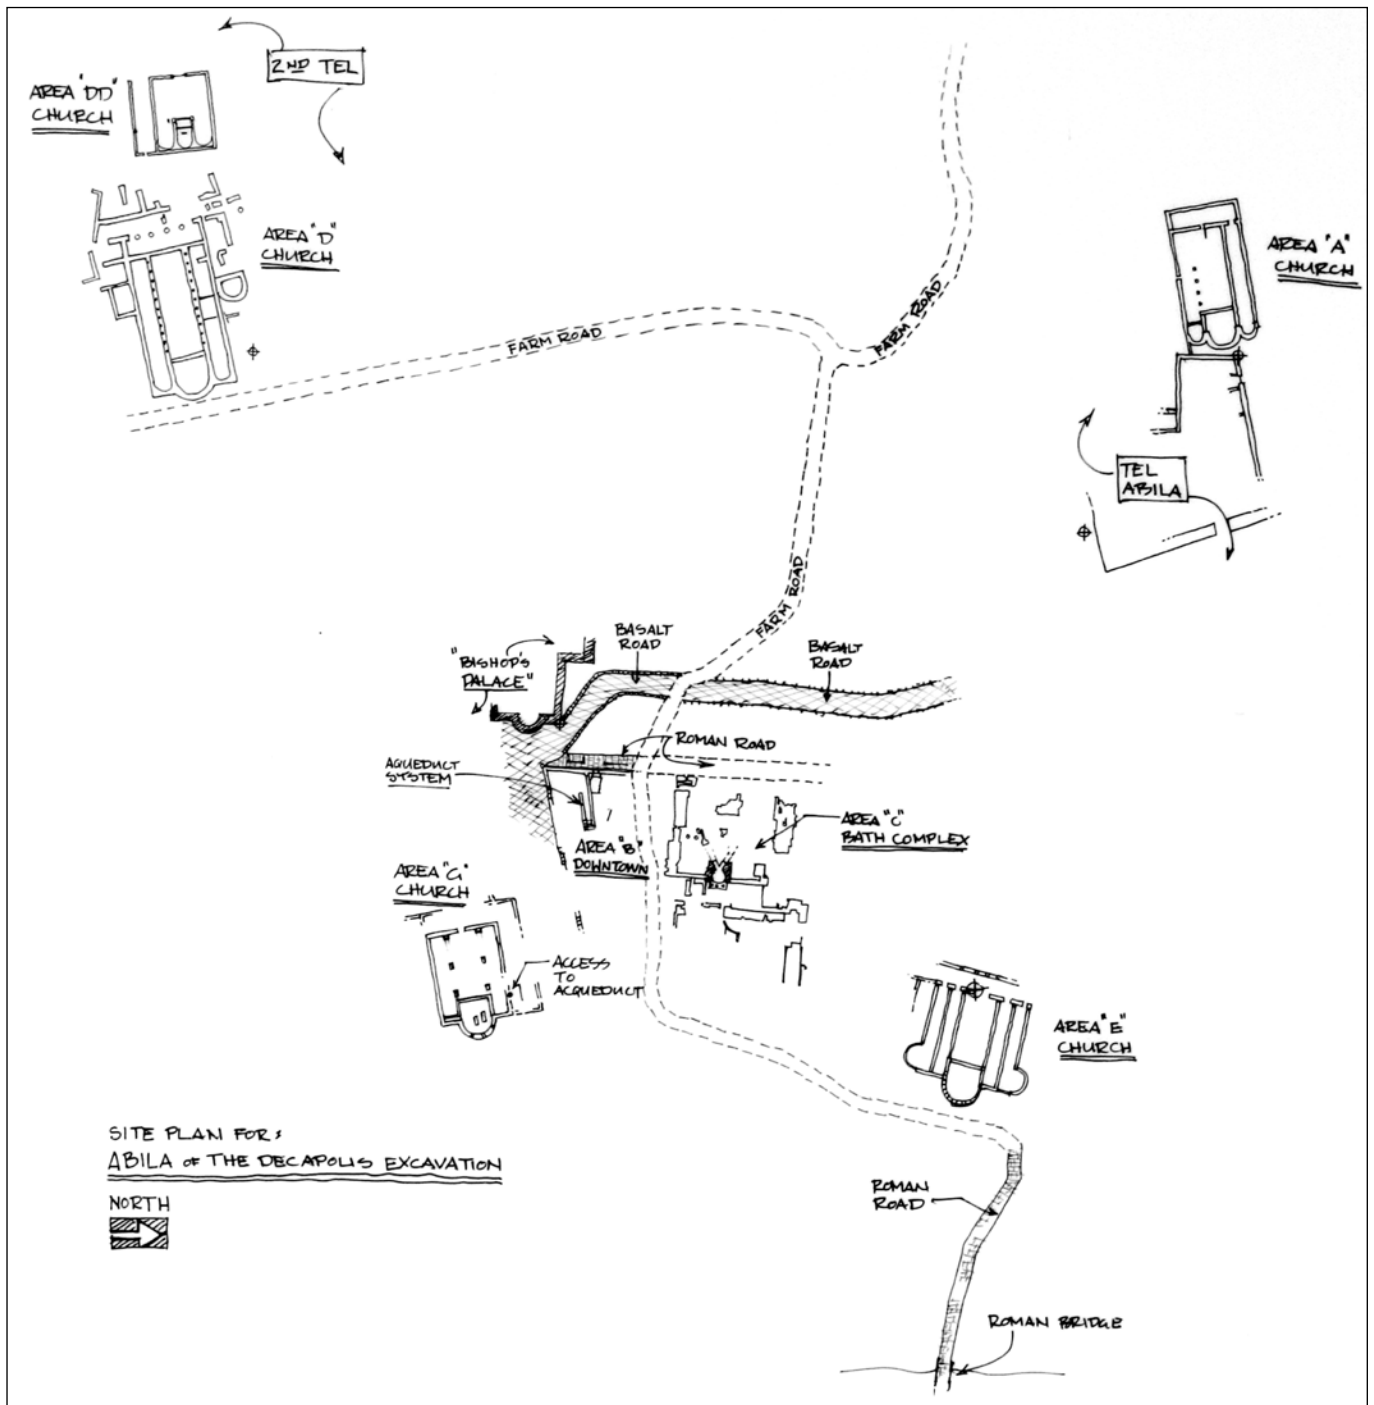 2ND TEL
AREA "DD"
CHURCH
AREA "D"
CHURCH
AREA "A"
CHURCH
FARM ROAD
FARM ROAD
TEL
ABILA
FARM ROAD
BASALT
ROAD
"BISHOP'S
PALACE"
BASALT
ROAD
ROMAN ROAD
AQUEDUCT
SYSTEM
AREA "C"
BATH COMPLEX
AREA "B"
DOWNTOWN
AREA "G"
CHURCH
ACCESS
TO
ACQUEDUCT
AREA "E"
CHURCH
SITE PLAN FOR:
ABILA OF THE DECAPOLIS EXCAVATION
NORTH
ROMAN
ROAD
ROMAN BRIDGE